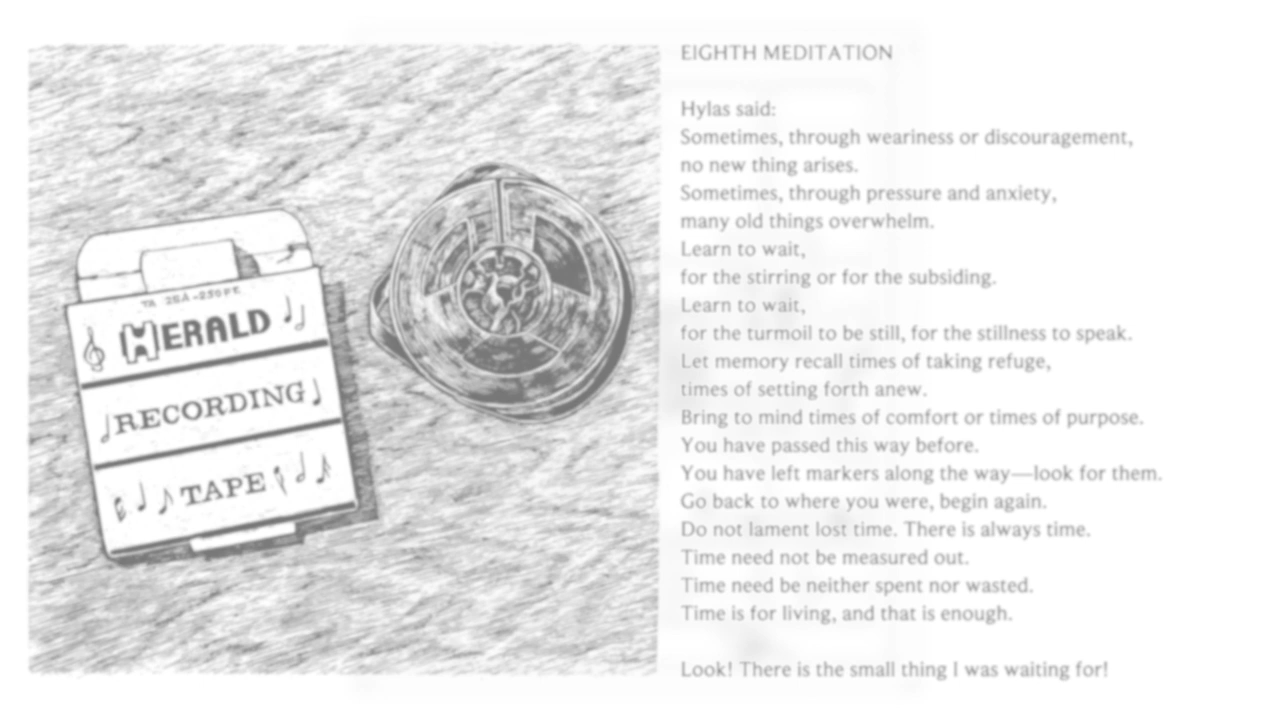 TA 25A-250 FT.
HERALD
RECORDING
TAPE
EIGHTH MEDITATION
Hylas said:
Sometimes, through weariness or discouragement,
no new thing arises.
Sometimes, through pressure and anxiety,
many old things overwhelm.
Learn to wait,
for the stirring or for the subsiding.
Learn to wait,
for the turmoil to be still, for the stillness to speak.
Let memory recall times of taking refuge,
times of setting forth anew.
Bring to mind times of comfort or times of purpose.
You have passed this way before.
You have left markers along the way—look for them.
Go back to where you were, begin again.
Do not lament lost time. There is always time.
Time need not be measured out.
Time need be neither spent nor wasted.
Time is for living, and that is enough.
Look! There is the small thing I was waiting for!